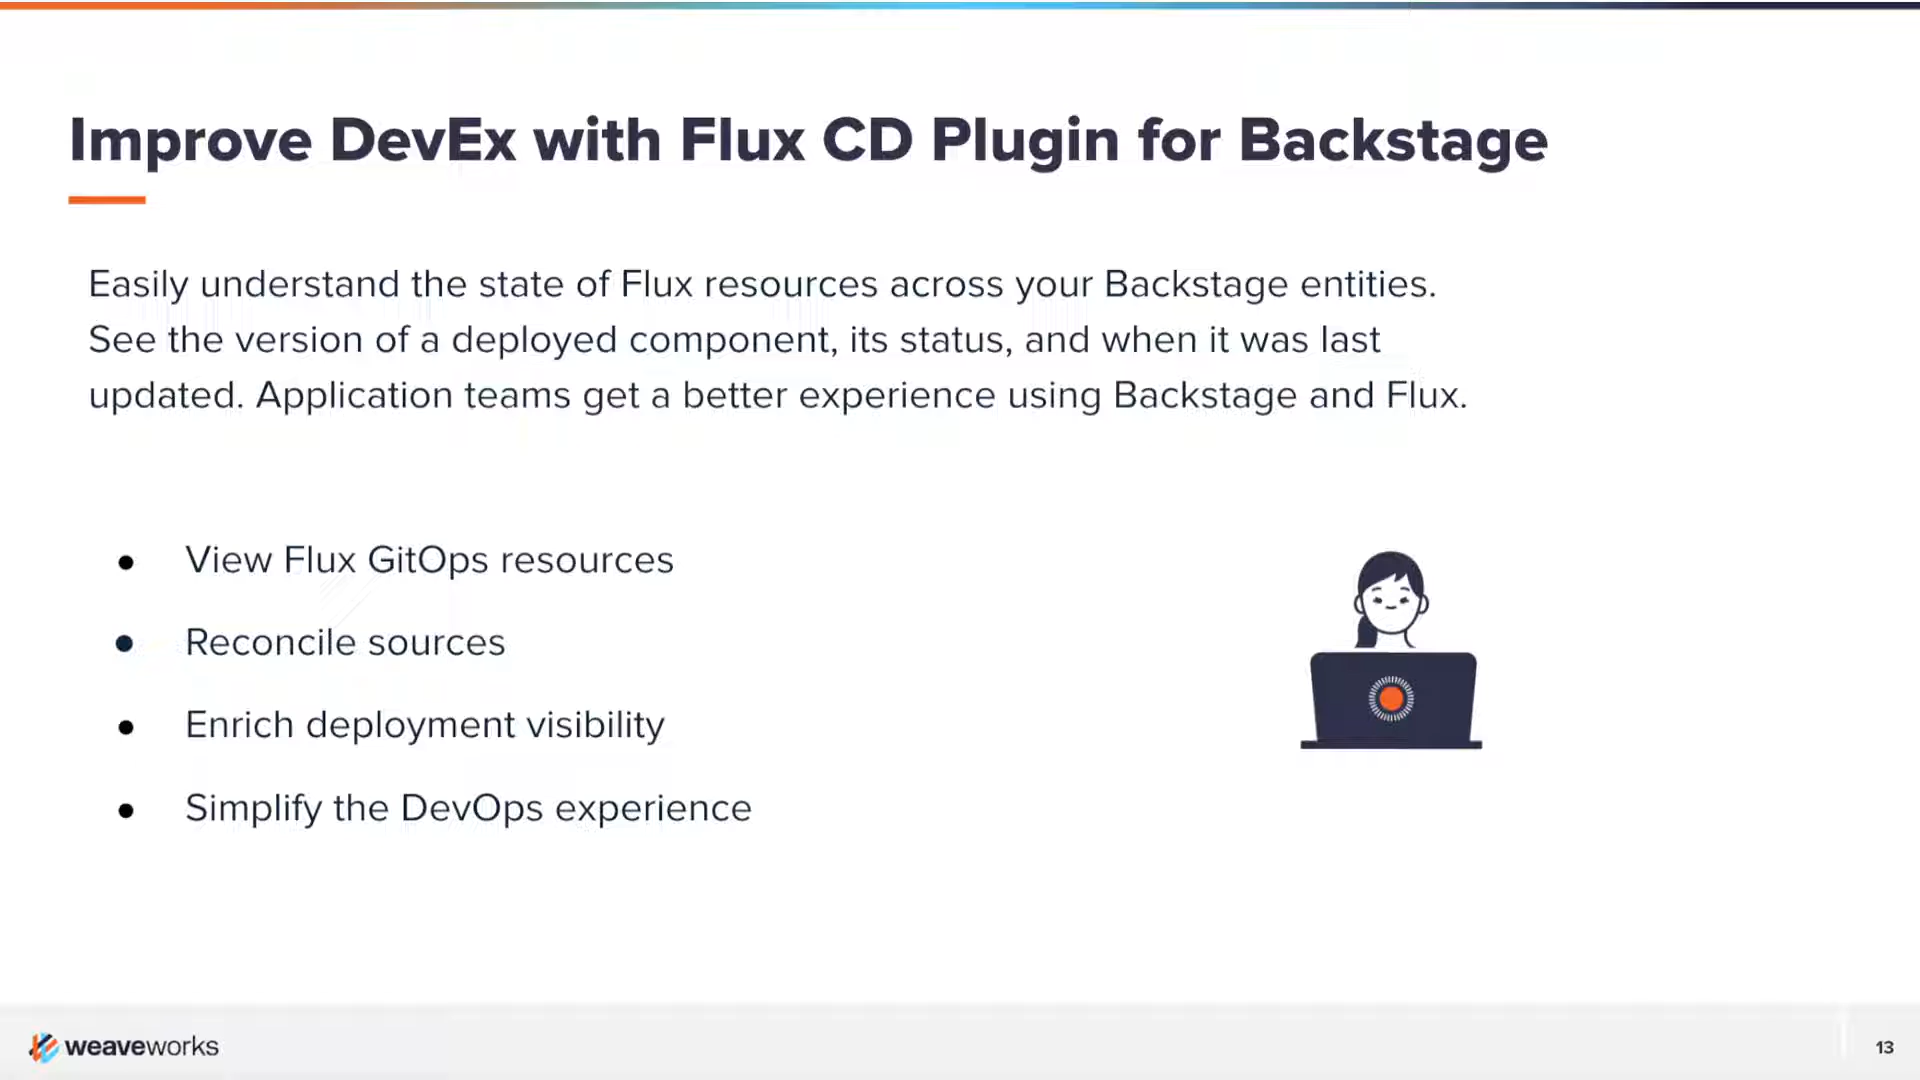 Improve DevEx with Flux CD Plugin for Backstage
Easily understand the state of Flux resources across your Backstage entities.
See the version of a deployed component, its status, and when it was last
updated. Application teams get a better experience using Backstage and Flux.
● View Flux GitOps resources
● Reconcile sources
● Enrich deployment visibility
● Simplify the DevOps experience
weaveworks
13